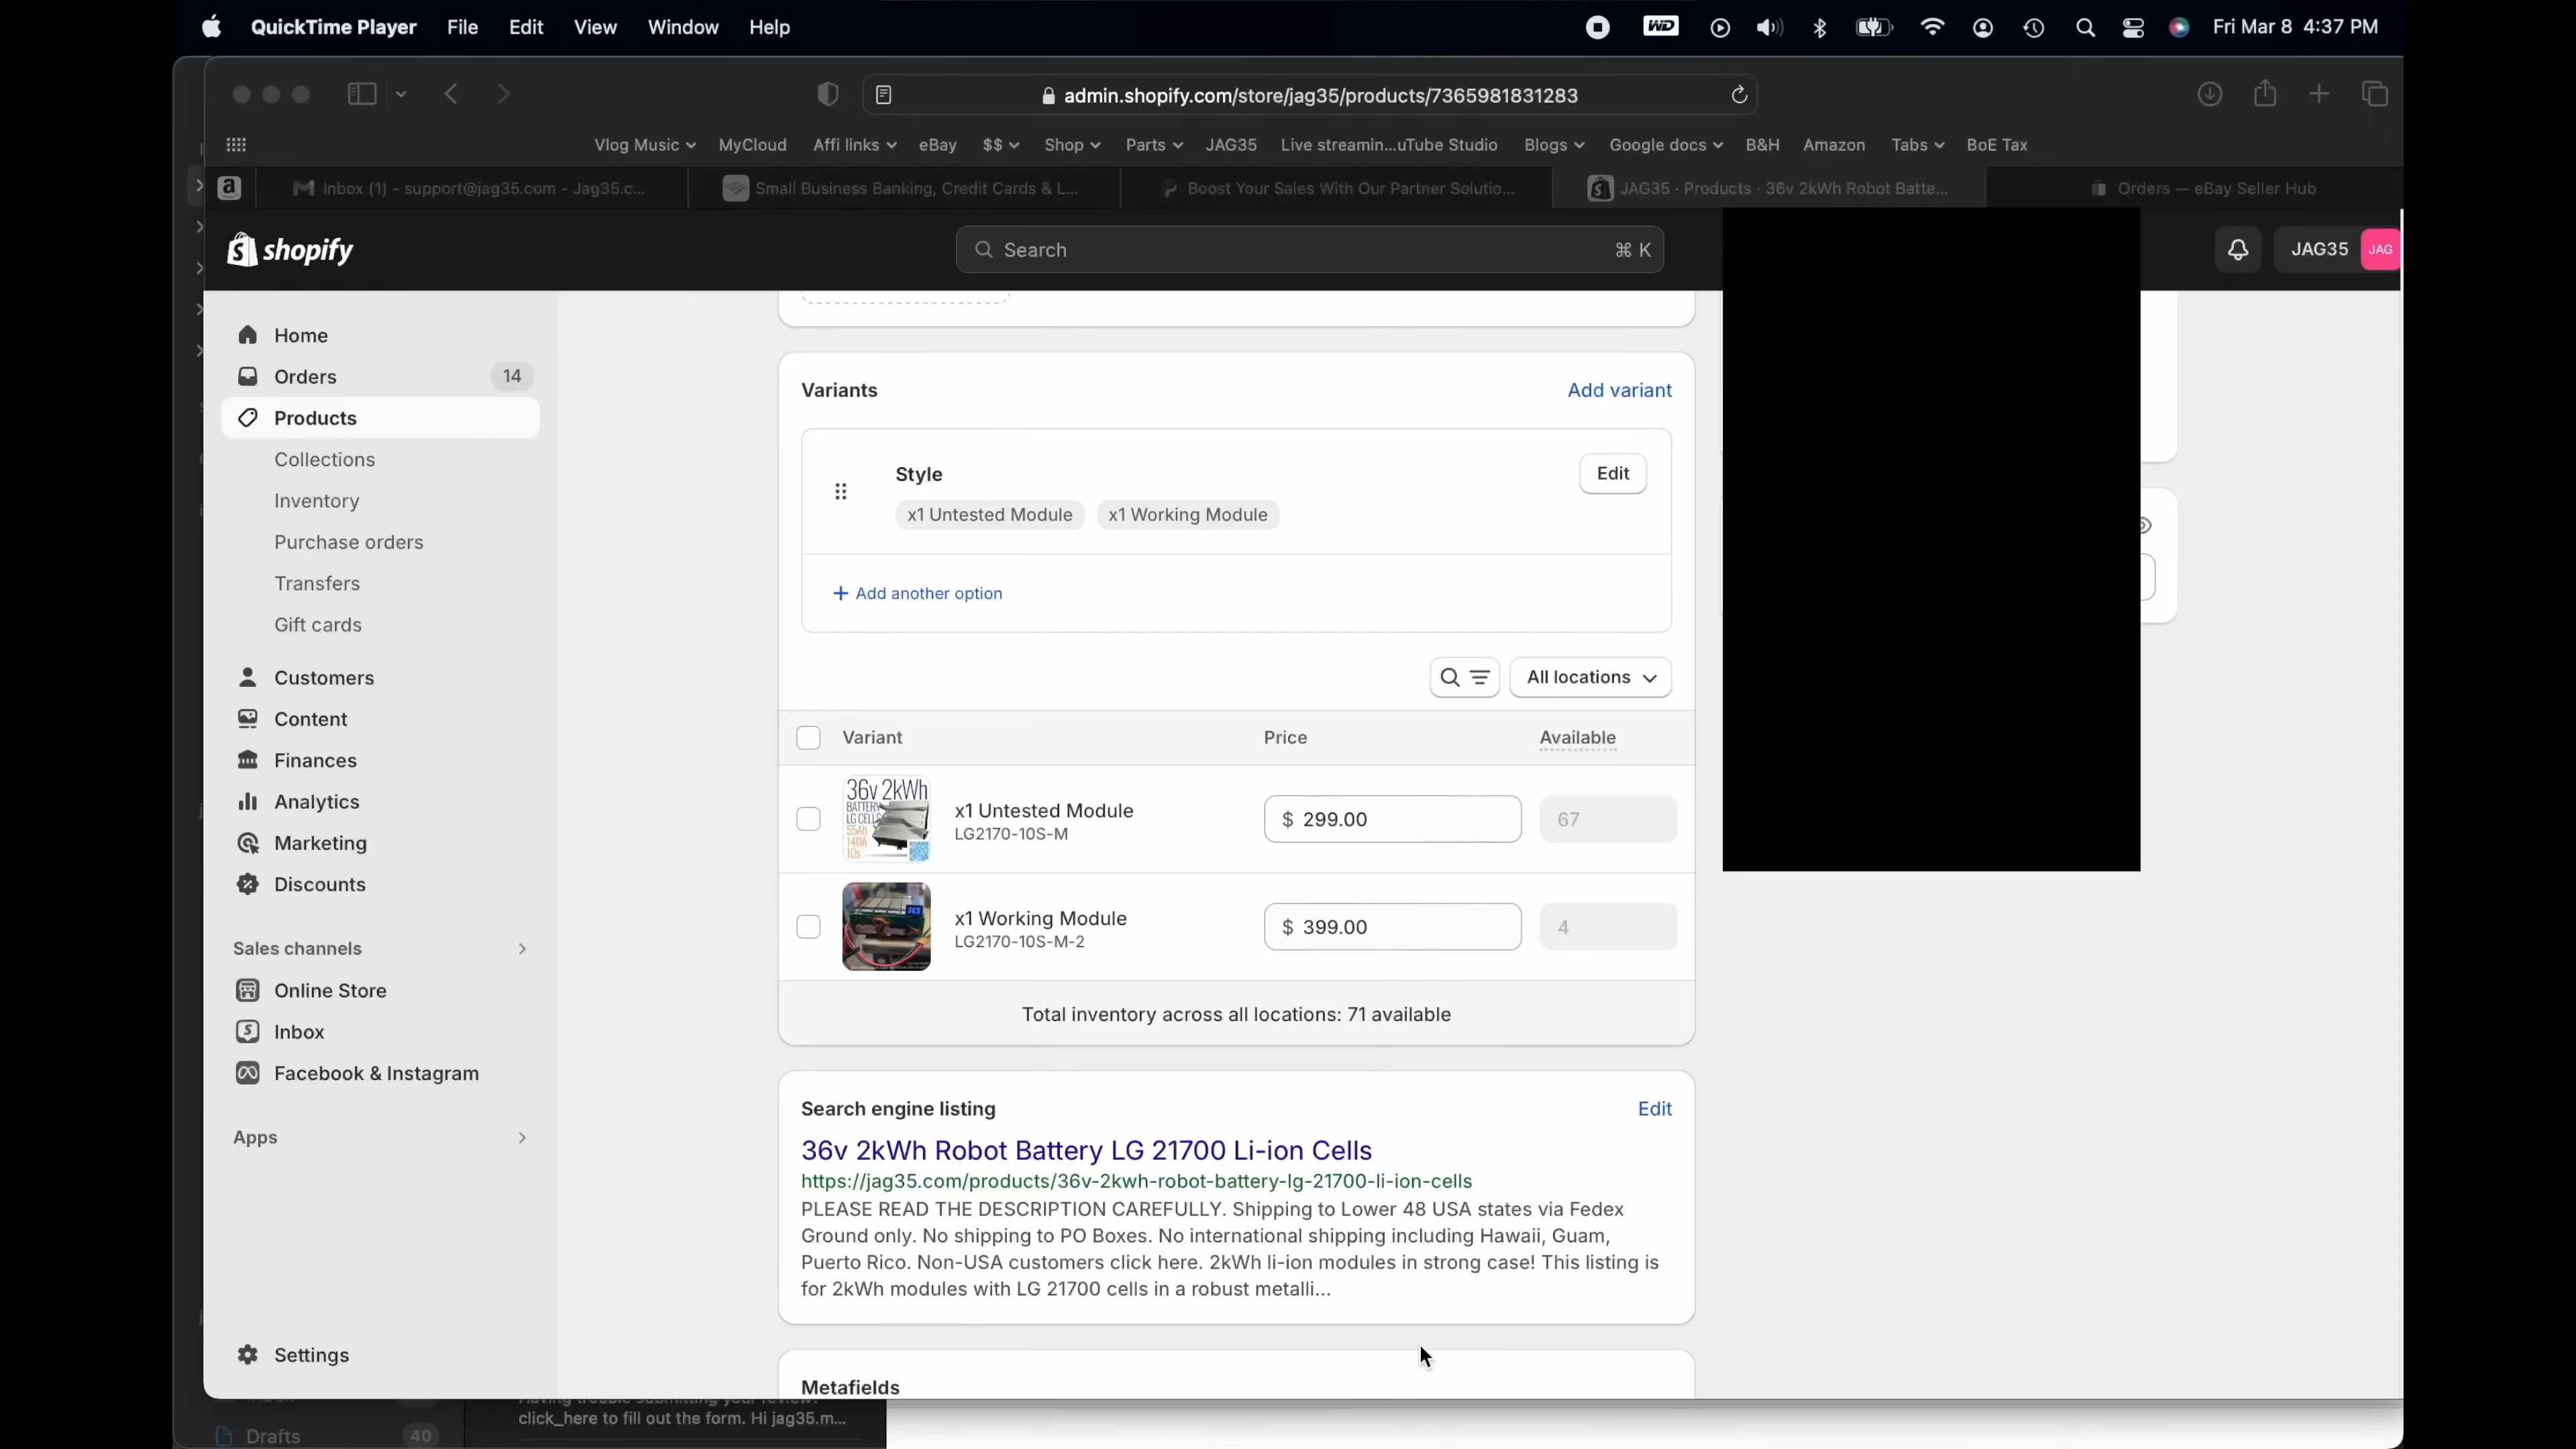 QuickTime Player File Edit View Window Help
WD Fri Mar 8 4:37 PM
admin.shopify.com/store/jag35/products/7365981831283
Vlog Music MyCloud Affi links eBay $$ Shop Parts JAG35 Live streamin...uTube Studio Blogs Google docs B&H Amazon Tabs BoE Tax
a Inbox (1) - support@jag35.com - Jag35.c... Small Business Banking, Credit Cards & L... Boost Your Sales With Our Partner Solutio... JAG35 · Products · 36v 2kWh Robot Batte... Orders — eBay Seller Hub
shopify
Search ⌘ K
JAG35 JAG
Home
Orders 14
Products
Collections
Inventory
Purchase orders
Transfers
Gift cards
Customers
Content
Finances
Analytics
Marketing
Discounts
Sales channels
Online Store
Inbox
Facebook & Instagram
Apps
Settings
Variants Add variant
Style Edit
x1 Untested Module x1 Working Module
+ Add another option
All locations
Variant Price Available
36v 2kWh
BATTERY
LG CELLS
55Ah
140A
10s
x1 Untested Module $ 299.00 67
LG2170-10S-M
x1 Working Module $ 399.00 4
LG2170-10S-M-2
Total inventory across all locations: 71 available
Search engine listing Edit
36v 2kWh Robot Battery LG 21700 Li-ion Cells
https://jag35.com/products/36v-2kwh-robot-battery-lg-21700-li-ion-cells
PLEASE READ THE DESCRIPTION CAREFULLY. Shipping to Lower 48 USA states via Fedex
Ground only. No shipping to PO Boxes. No international shipping including Hawaii, Guam,
Puerto Rico. Non-USA customers click here. 2kWh li-ion modules in strong case! This listing is
for 2kWh modules with LG 21700 cells in a robust metalli...
Metafields
click_here to fill out the form. Hi jag35.m...
Drafts 40